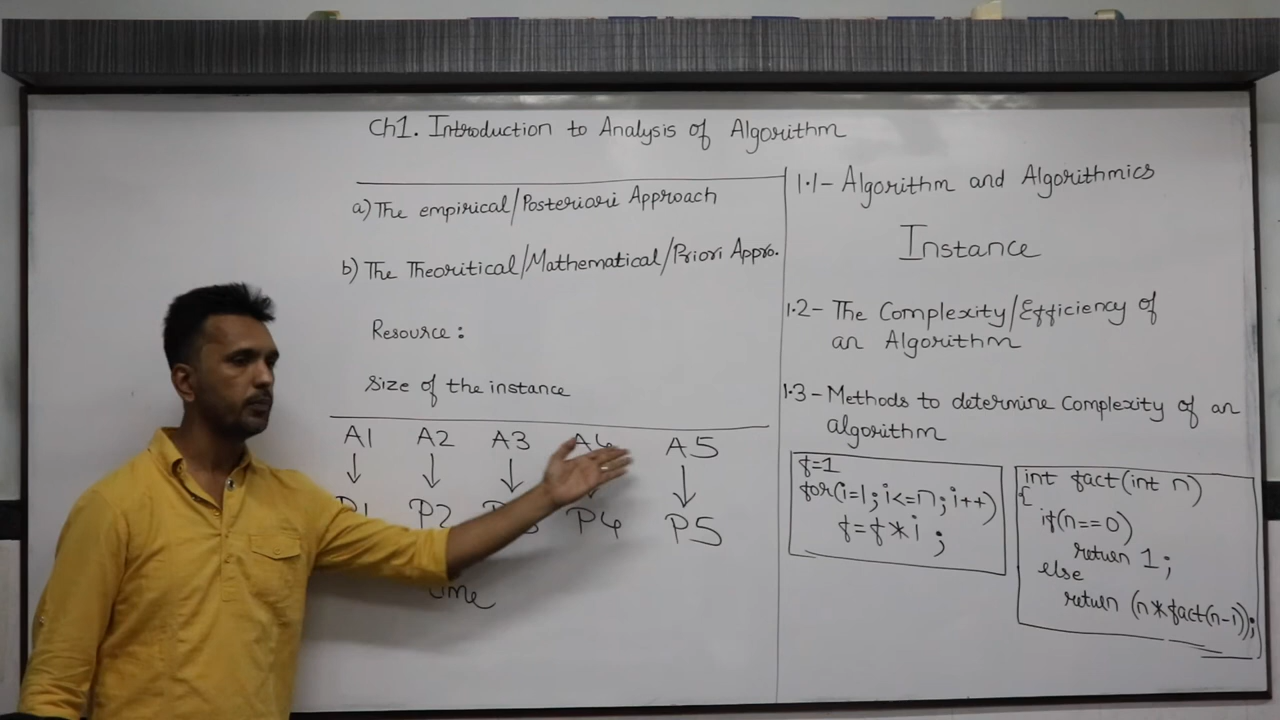 Ch1. Introduction to Analysis of Algorithm
a) The empirical/Posteriori Approach
b) The Theoritical/Mathematical/Priori Appro.
Resource:
Size of the instance
A1 A2 A3 A4 A5
P1 P2 P3 P4 P5
1.1- Algorithm and Algorithmics
Instance
1.2- The Complexity/Efficiency of
an Algorithm
1.3- Methods to determine Complexity of an
algorithm
f=1
for(i=1; i<=n; i++)
f=f*i;
int fact(int n)
{
if(n==0)
return 1;
else
return (n*fact(n-1));